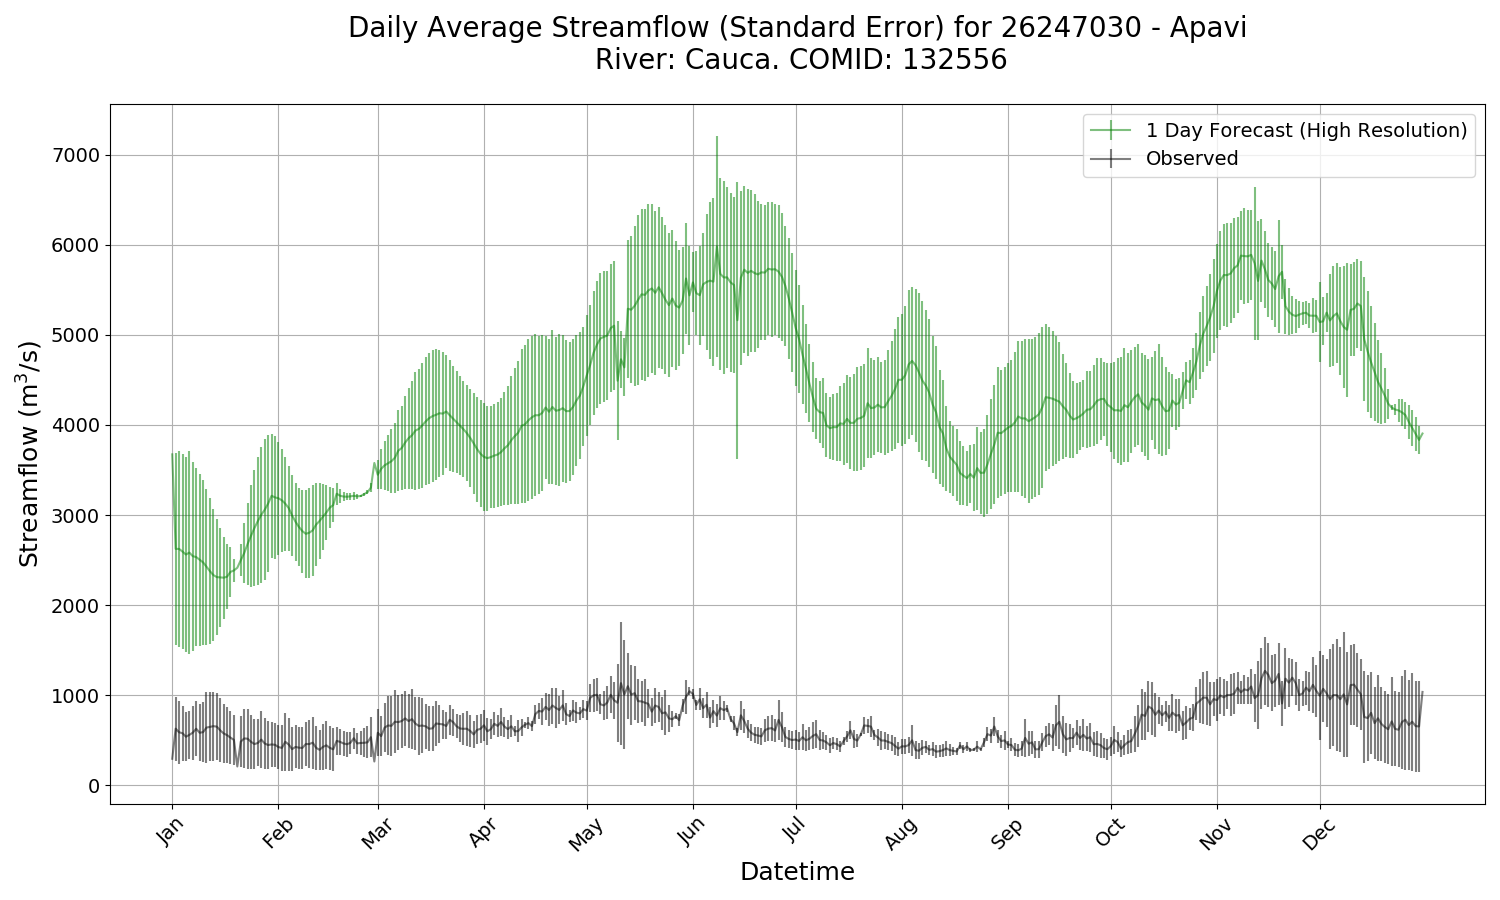 Daily Average Streamflow (Standard Error) for 26247030 - Apavi
River: Cauca. COMID: 132556
1 Day Forecast (High Resolution)
Observed
Streamflow (m³/s)
7000
6000
5000
4000
3000
2000
1000
0
Jan
Feb
Mar
Apr
May
Jun
Jul
Aug
Sep
Oct
Nov
Dec
Datetime